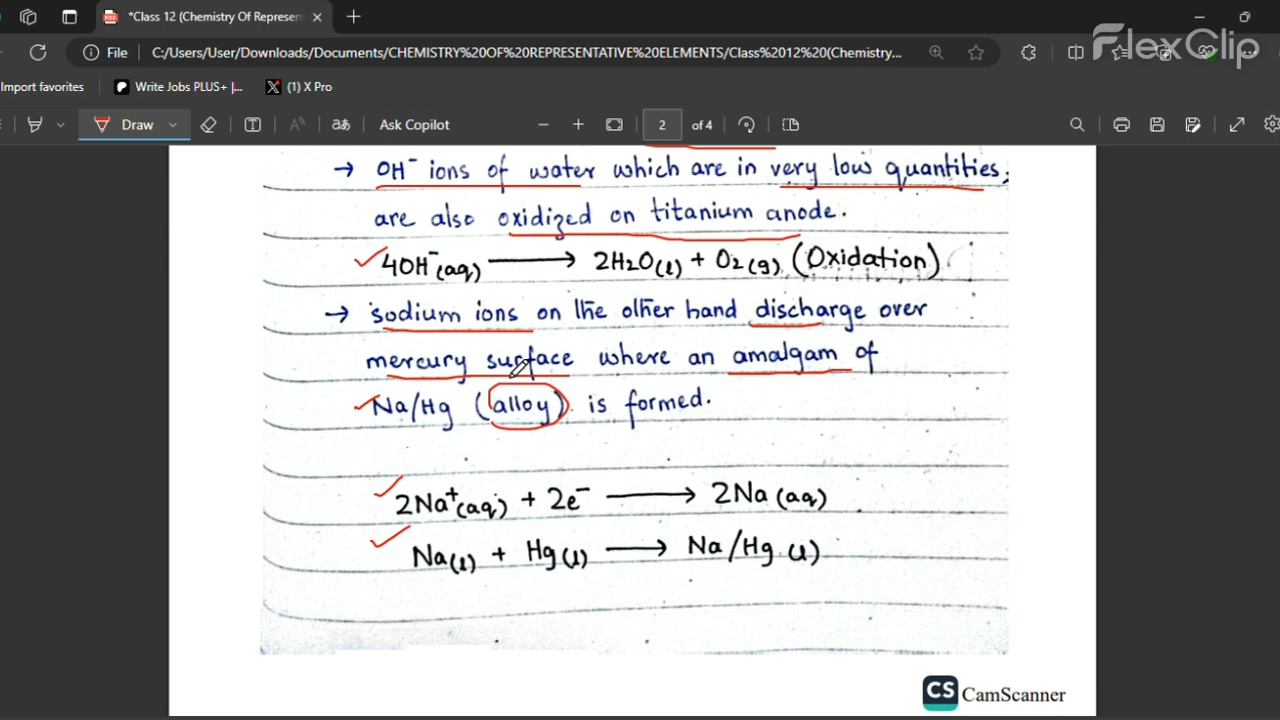 *Class 12 (Chemistry Of Represen
FlexClip
File
C:/Users/User/Downloads/Documents/CHEMISTRY%20OF%20REPRESENTATIVE%20ELEMENTS/Class%2012%20(Chemistry...
Import favorites
Write Jobs PLUS+ |...
(1) X Pro
Draw
aあ
Ask Copilot
2 of 4
→ OH⁻ ions of water which are in very low quantities,
are also oxidized on titanium anode.
4OH⁻(aq) ⟶ 2H2O(l) + O2(g) (Oxidation)
→ sodium ions on the other hand discharge over
mercury surface where an amalgam of
Na/Hg (alloy) is formed.
2Na⁺(aq) + 2e⁻ ⟶ 2Na(aq)
Na(l) + Hg(l) ⟶ Na/Hg(l)
CS CamScanner